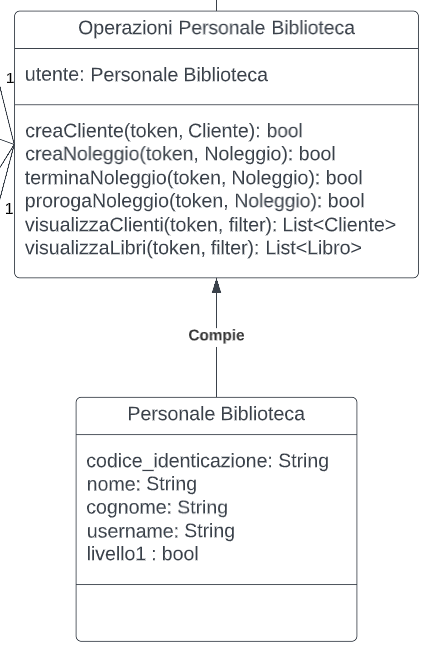 Operazioni Personale Biblioteca
1
utente: Personale Biblioteca
creaCliente(token, Cliente): bool
creaNoleggio(token, Noleggio): bool
terminaNoleggio(token, Noleggio): bool
prorogaNoleggio(token, Noleggio): bool
1
visualizzaClienti(token, filter): List<Cliente>
visualizzaLibri(token, filter): List<Libro>
Compie
Personale Biblioteca
codice_identicazione: String
nome: String
cognome: String
username: String
livello1 : bool